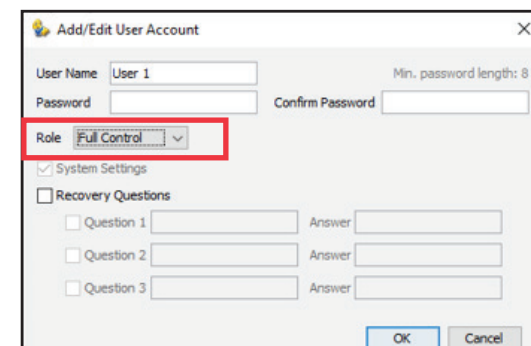 Add/Edit User Account
User Name User 1 Min. password length: 8
Password Confirm Password
Role Full Control
System Settings
Recovery Questions
Question 1 Answer
Question 2 Answer
Question 3 Answer
OK Cancel